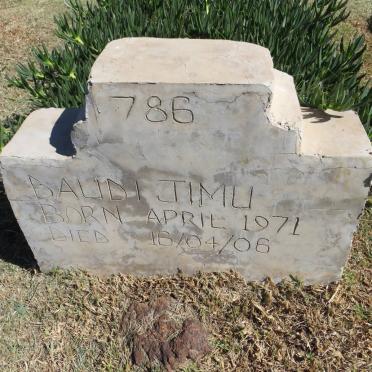 786
BAUDI JIMU
BORN APRIL 1971
DIED 16/04/06